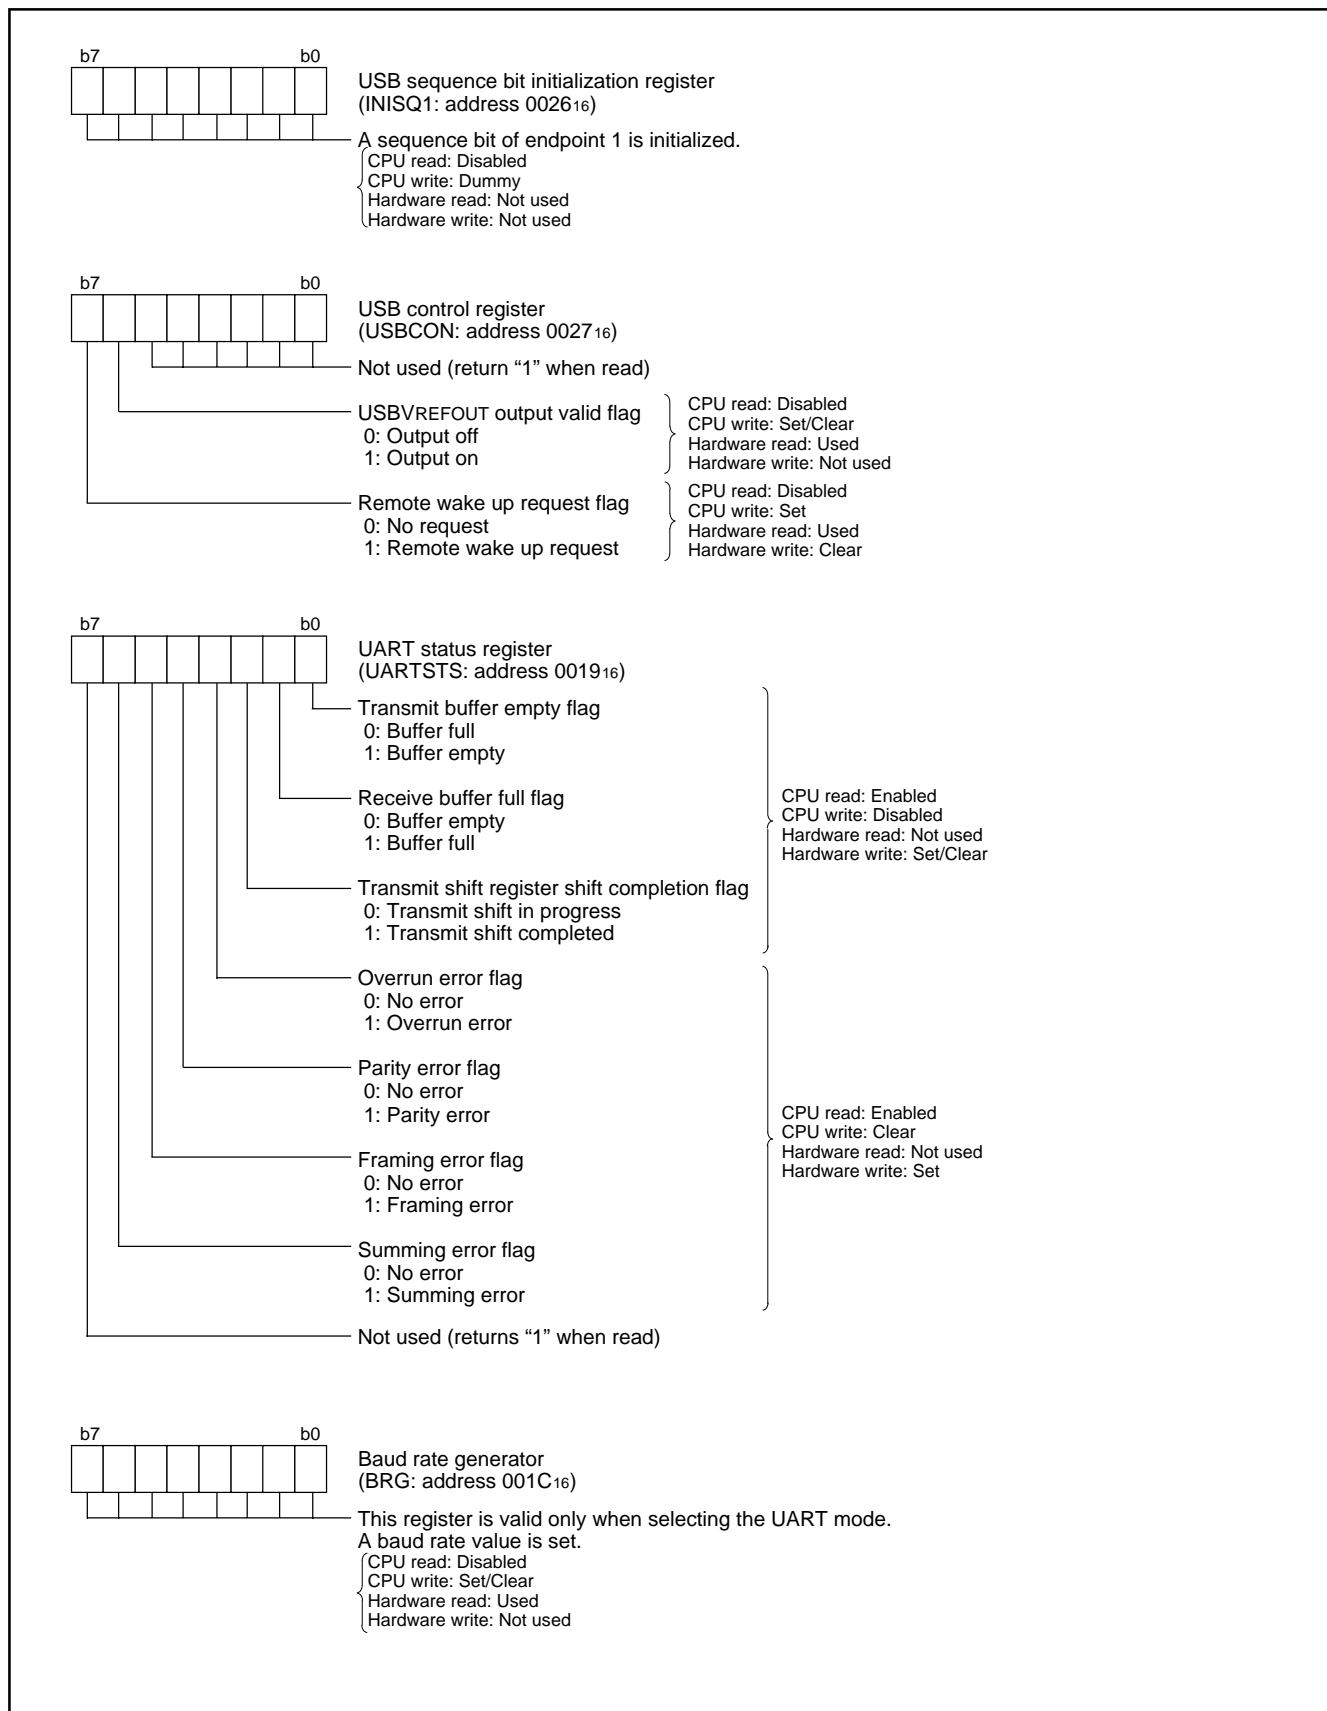 b7 b0
USB sequence bit initialization register
(INISQ1: address 0026₁₆)
A sequence bit of endpoint 1 is initialized.
CPU read: Disabled
CPU write: Dummy
Hardware read: Not used
Hardware write: Not used
b7 b0
USB control register
(USBCON: address 0027₁₆)
Not used (return “1” when read)
USBVREFOUT output valid flag
0: Output off
1: Output on
CPU read: Disabled
CPU write: Set/Clear
Hardware read: Used
Hardware write: Not used
Remote wake up request flag
0: No request
1: Remote wake up request
CPU read: Disabled
CPU write: Set
Hardware read: Used
Hardware write: Clear
b7 b0
UART status register
(UARTSTS: address 0019₁₆)
Transmit buffer empty flag
0: Buffer full
1: Buffer empty
Receive buffer full flag
0: Buffer empty
1: Buffer full
Transmit shift register shift completion flag
0: Transmit shift in progress
1: Transmit shift completed
CPU read: Enabled
CPU write: Disabled
Hardware read: Not used
Hardware write: Set/Clear
Overrun error flag
0: No error
1: Overrun error
Parity error flag
0: No error
1: Parity error
Framing error flag
0: No error
1: Framing error
Summing error flag
0: No error
1: Summing error
CPU read: Enabled
CPU write: Clear
Hardware read: Not used
Hardware write: Set
Not used (returns “1” when read)
b7 b0
Baud rate generator
(BRG: address 001C₁₆)
This register is valid only when selecting the UART mode.
A baud rate value is set.
CPU read: Disabled
CPU write: Set/Clear
Hardware read: Used
Hardware write: Not used